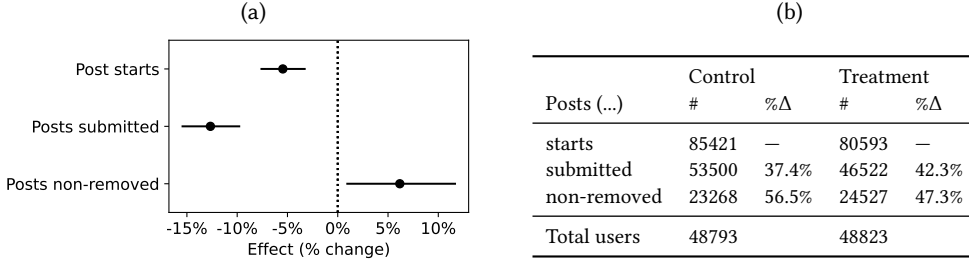 (a)
Post starts
Posts submitted
Posts non-removed
-15% -10% -5% 0% 5% 10%
Effect (% change)
(b)
Control Treatment
Posts (...) # %Δ # %Δ
starts 85421 — 80593 —
submitted 53500 37.4% 46522 42.3%
non-removed 23268 56.5% 24527 47.3%
Total users 48793 48823